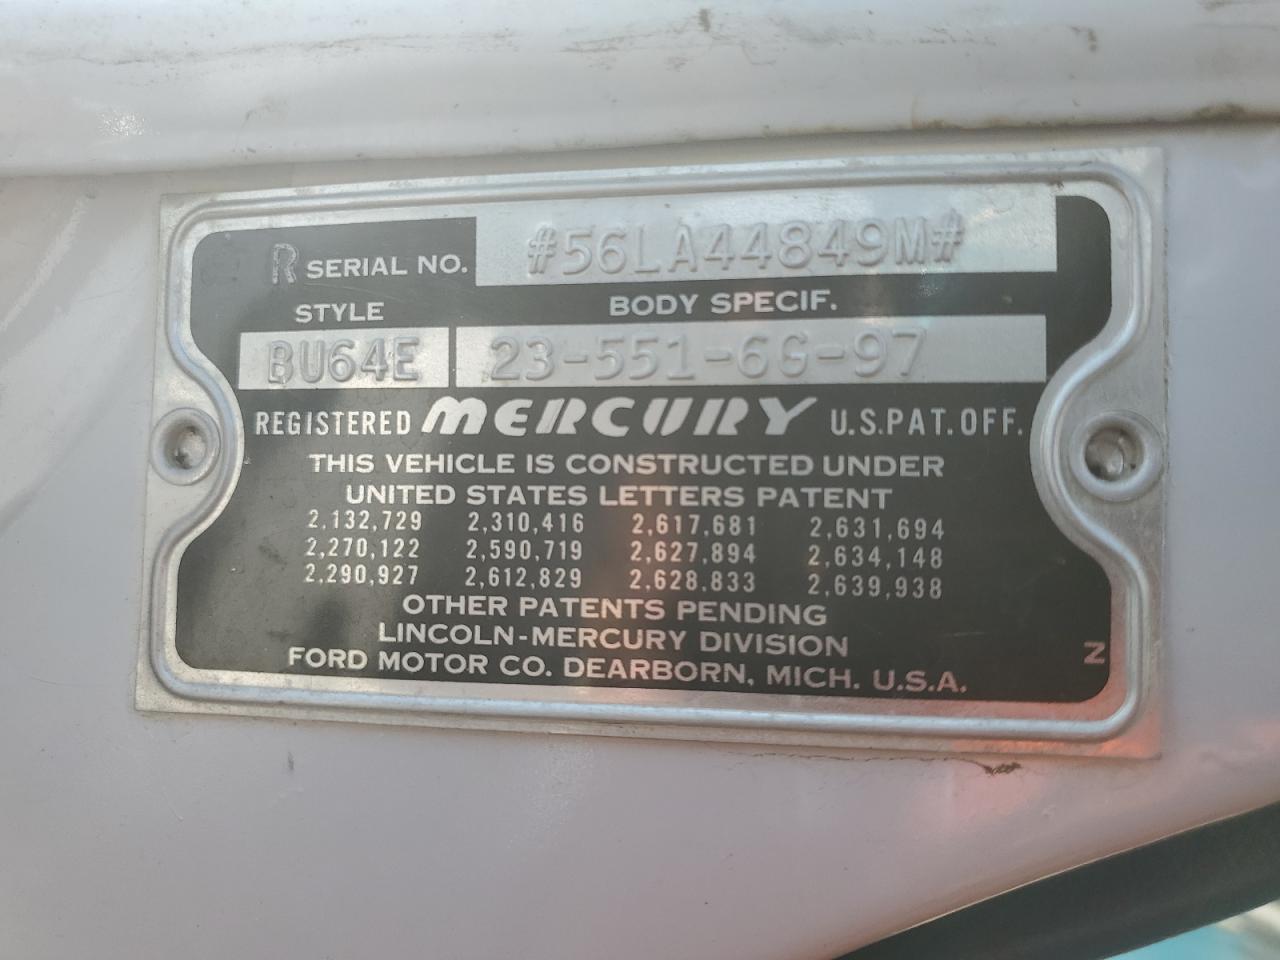 R SERIAL NO. #56LA44849M#
STYLE BODY SPECIF.
BU64E 23-551-6G-97
REGISTERED MERCURY U.S.PAT.OFF.
THIS VEHICLE IS CONSTRUCTED UNDER
UNITED STATES LETTERS PATENT
2,132,729 2,310,416 2,617,681 2,631,694
2,270,122 2,590,719 2,627,894 2,634,148
2,290,927 2,612,829 2,628,833 2,639,938
OTHER PATENTS PENDING
LINCOLN-MERCURY DIVISION
FORD MOTOR CO. DEARBORN, MICH. U.S.A.
N